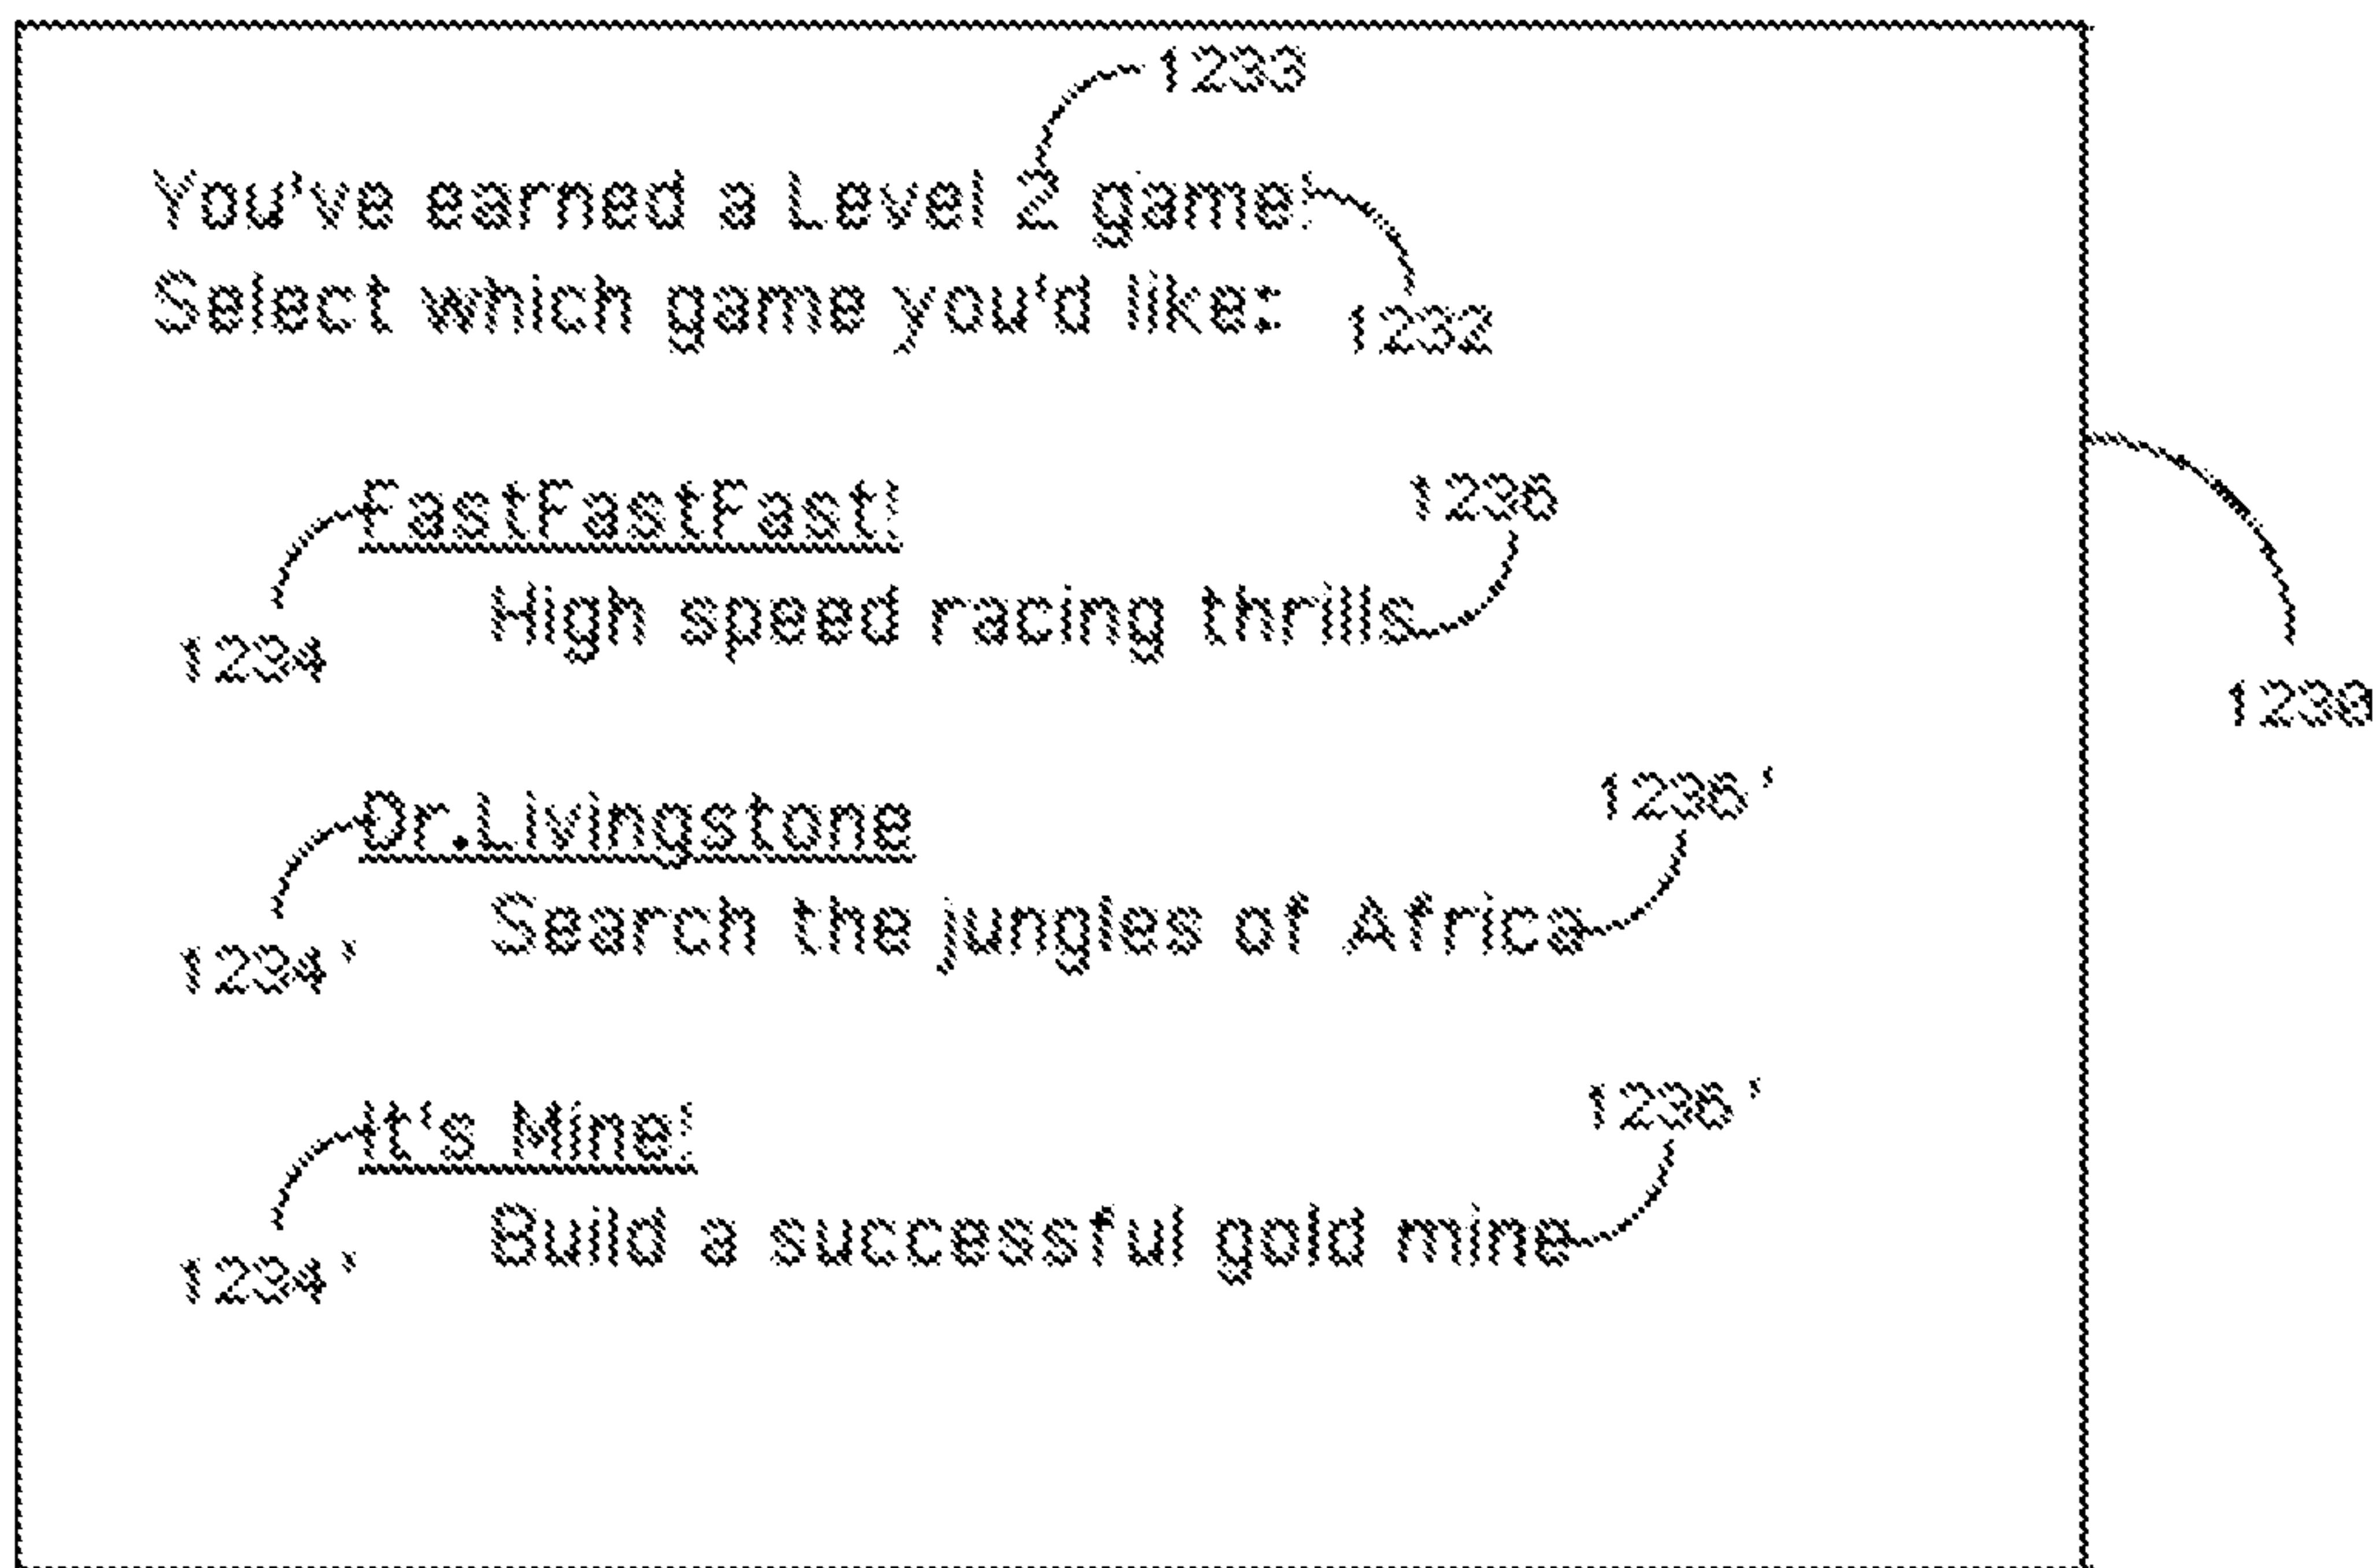 1233
You've earned a Level 2 game!
Select which game you'd like:
1232
FastFastFast!
1236
High speed racing thrills
1234
1230
Dr.Livingstone
1236'
Search the jungles of Africa
1234'
It's Mine!
1236'
Build a successful gold mine
1234'